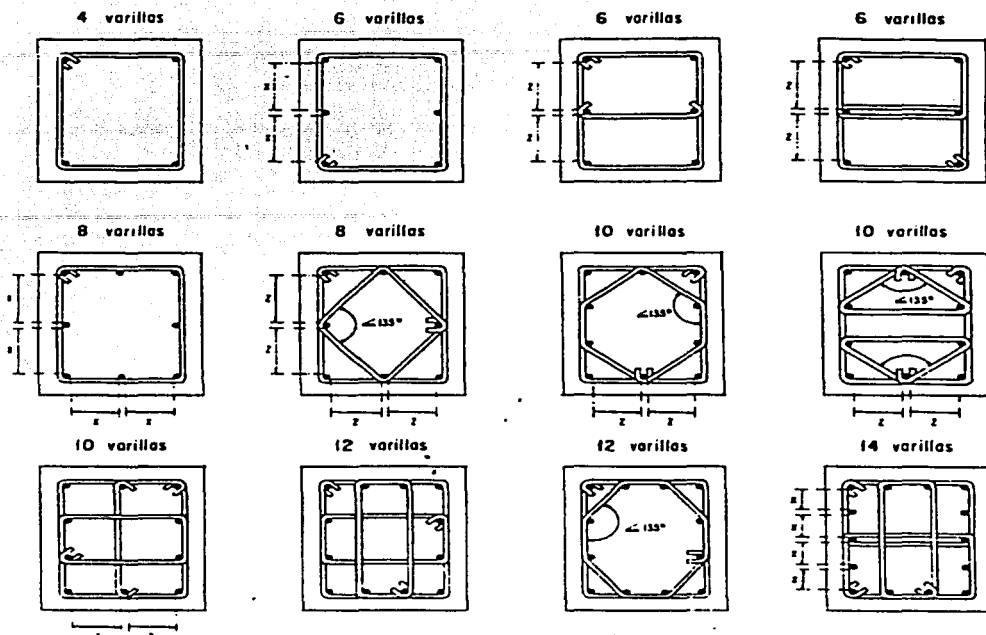 4 varillas
6 varillas
6 varillas
6 varillas
x
x
z
z
z
z
8 varillas
8 varillas
10 varillas
10 varillas
x
x
x
x
z
z
z
z
∠135°
∠135°
z
z
∠135°
z
z
10 varillas
12 varillas
12 varillas
14 varillas
∠135°